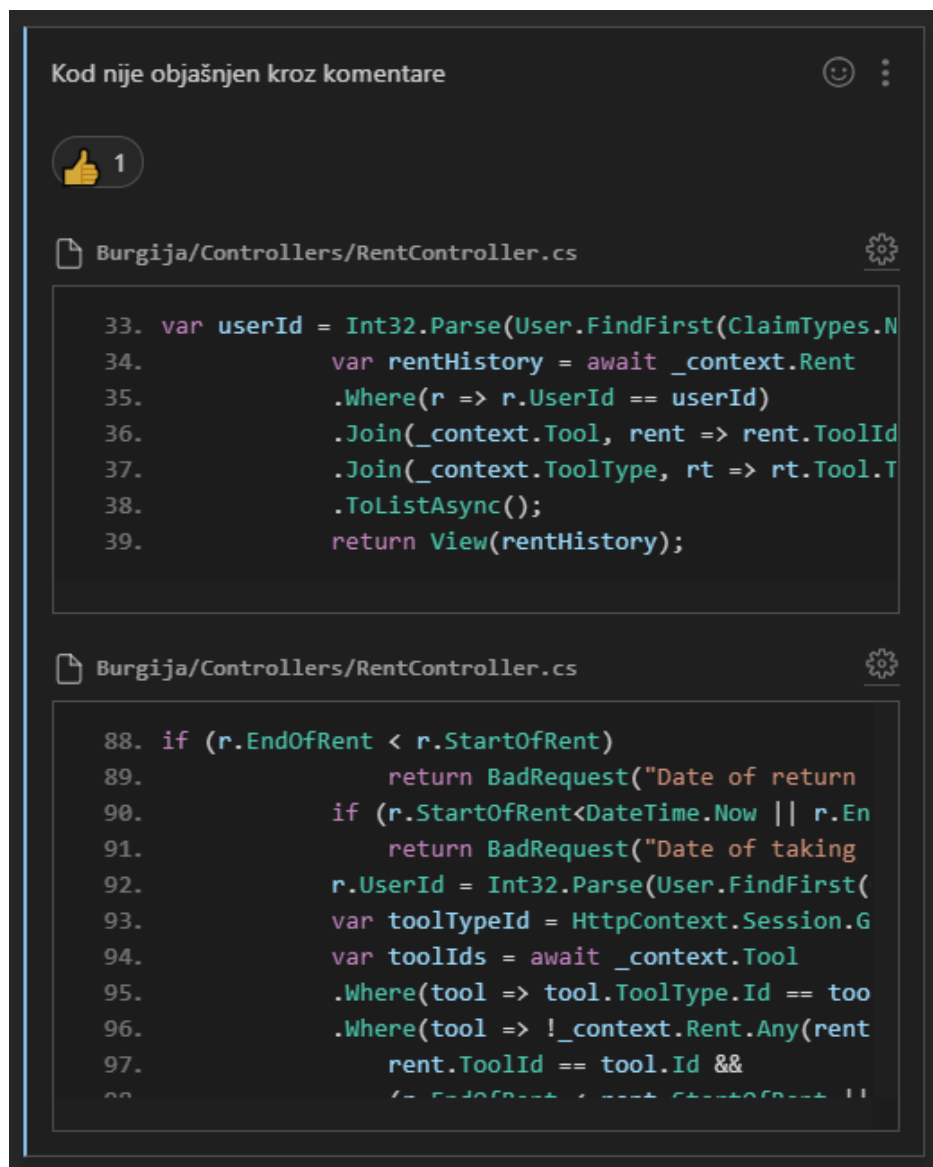 Kod nije objašnjen kroz komentare
1
Burgija/Controllers/RentController.cs
33. var userId = Int32.Parse(User.FindFirst(ClaimTypes.N
34. var rentHistory = await _context.Rent
35. .Where(r => r.UserId == userId)
36. .Join(_context.Tool, rent => rent.ToolId
37. .Join(_context.ToolType, rt => rt.Tool.T
38. .ToListAsync();
39. return View(rentHistory);
Burgija/Controllers/RentController.cs
88. if (r.EndOfRent < r.StartOfRent)
89. return BadRequest("Date of return
90. if (r.StartOfRent<DateTime.Now || r.En
91. return BadRequest("Date of taking
92. r.UserId = Int32.Parse(User.FindFirst(
93. var toolTypeId = HttpContext.Session.G
94. var toolIds = await _context.Tool
95. .Where(tool => tool.ToolType.Id == too
96. .Where(tool => !_context.Rent.Any(rent
97. rent.ToolId == tool.Id &&